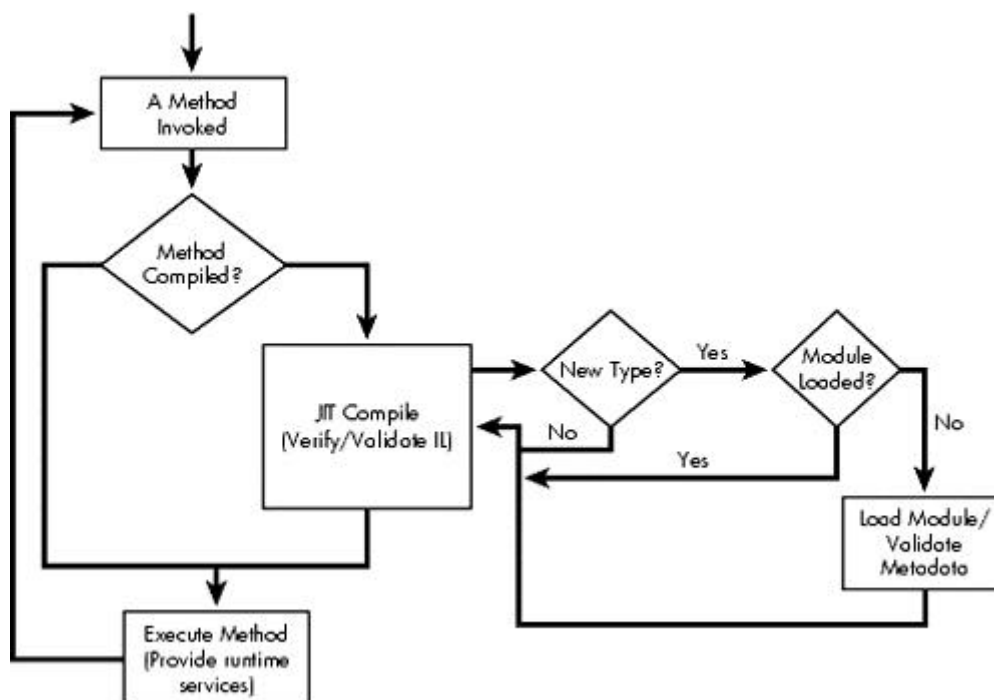 A Method
Invoked
Method
Compiled?
JIT Compile
(Verify/Validate IL)
New Type?
Yes
Module
Loaded?
No
No
Yes
Load Module/
Validate
Metadata
Execute Method
(Provide runtime
services)